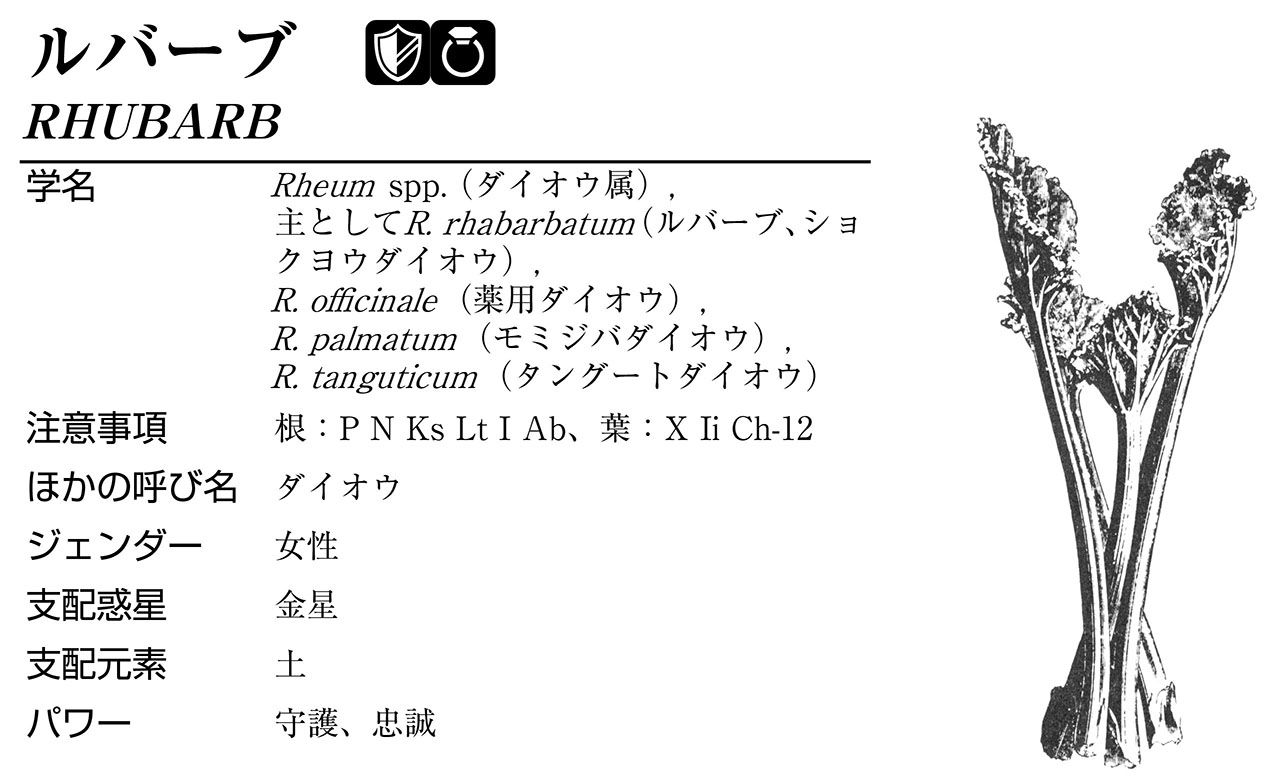 ルバーブ
RHUBARB
学名 Rheum spp.（ダイオウ属）,
主としてR. rhabarbatum（ルバーブ、ショ
クヨウダイオウ）,
R. officinale （薬用ダイオウ）,
R. palmatum （モミジバダイオウ）,
R. tanguticum （タングートダイオウ）
注意事項 根：P N Ks Lt I Ab、葉：X Ii Ch-12
ほかの呼び名 ダイオウ
ジェンダー 女性
支配惑星 金星
支配元素 土
パワー 守護、忠誠